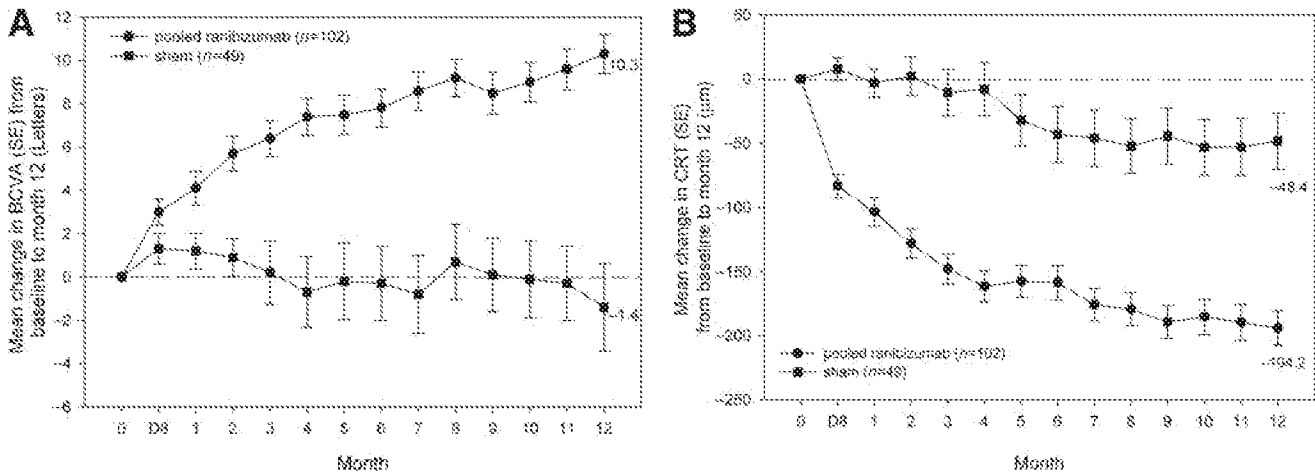 A
pooled ranibizumab (n=102)
sham (n=49)
Mean change in BCVA (SE) from
baseline to month 12 (Letters)
12
10
8
6
4
2
0
-2
-4
-6
10.3
-1.4
0 D8 1 2 3 4 5 6 7 8 9 10 11 12
Month
B
Mean change in CRT (SE)
from baseline to month 12 (μm)
50
0
-50
-100
-150
-200
-250
-48.4
-194.2
pooled ranibizumab (n=102)
sham (n=49)
0 D8 1 2 3 4 5 6 7 8 9 10 11 12
Month